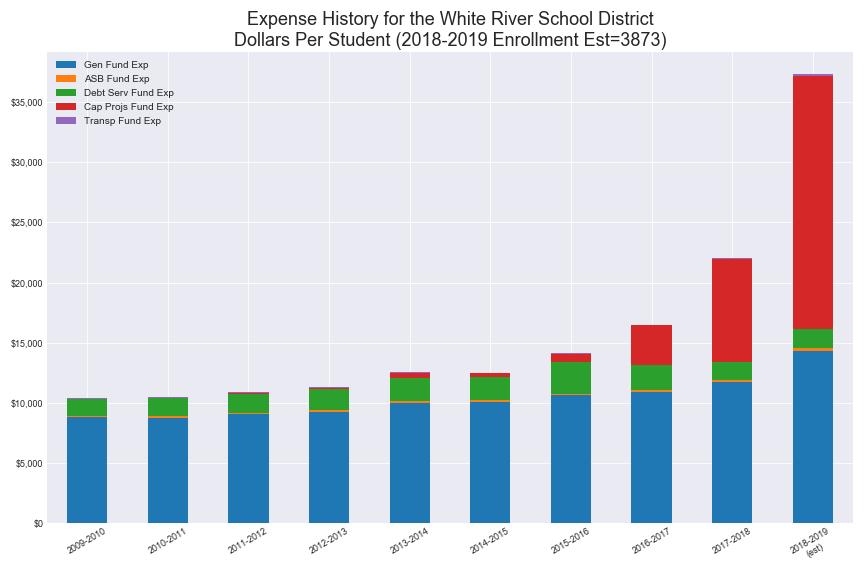 Expense History for the White River School District
Dollars Per Student (2018-2019 Enrollment Est=3873)
Gen Fund Exp
ASB Fund Exp
Debt Serv Fund Exp
Cap Projs Fund Exp
Transp Fund Exp
$35,000
$30,000
$25,000
$20,000
$15,000
$10,000
$5,000
$0
2009-2010
2010-2011
2011-2012
2012-2013
2013-2014
2014-2015
2015-2016
2016-2017
2017-2018
2018-2019
(est)